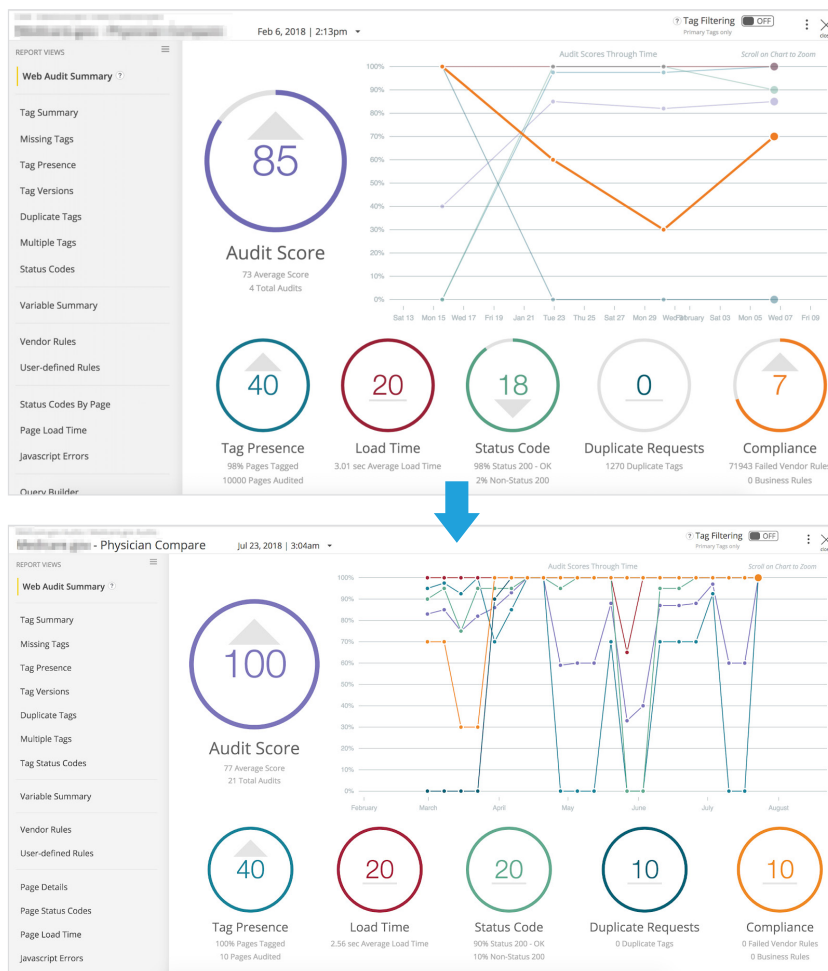 Feb 6, 2018 | 2:13pm
? Tag Filtering OFF
Primary Tags only
REPORT VIEWS
Web Audit Summary ?
Tag Summary
Missing Tags
Tag Presence
Tag Versions
Duplicate Tags
Multiple Tags
Status Codes
Variable Summary
Vendor Rules
User-defined Rules
Status Codes By Page
Page Load Time
Javascript Errors
Query Builder
85
Audit Score
73 Average Score
4 Total Audits
Audit Scores Through Time
Scroll on Chart to Zoom
100%
90%
80%
70%
60%
50%
40%
30%
20%
10%
0%
Sat 13 Mon 15 Wed 17 Fri 19 Jan 21 Tue 23 Thu 25 Sat 27 Mon 29 Wed 31 February Sat 03 Mon 05 Wed 07 Fri 09
40
Tag Presence
98% Pages Tagged
10000 Pages Audited
20
Load Time
3.01 sec Average Load Time
18
Status Code
98% Status 200 - OK
2% Non-Status 200
0
Duplicate Requests
1270 Duplicate Tags
7
Compliance
71943 Failed Vendor Rules
0 Business Rules
- Physician Compare
Jul 23, 2018 | 3:04am
? Tag Filtering OFF
Primary Tags only
REPORT VIEWS
Web Audit Summary ?
Tag Summary
Missing Tags
Tag Presence
Tag Versions
Duplicate Tags
Multiple Tags
Tag Status Codes
Variable Summary
Vendor Rules
User-defined Rules
Page Details
Page Status Codes
Page Load Time
Javascript Errors
100
Audit Score
77 Average Score
21 Total Audits
Audit Scores Through Time
Scroll on Chart to Zoom
100%
90%
80%
70%
60%
50%
40%
30%
20%
10%
0%
February March April May June July August
40
Tag Presence
100% Pages Tagged
10 Pages Audited
20
Load Time
2.56 sec Average Load Time
20
Status Code
90% Status 200 - OK
10% Non-Status 200
10
Duplicate Requests
0 Duplicate Tags
10
Compliance
0 Failed Vendor Rules
0 Business Rules